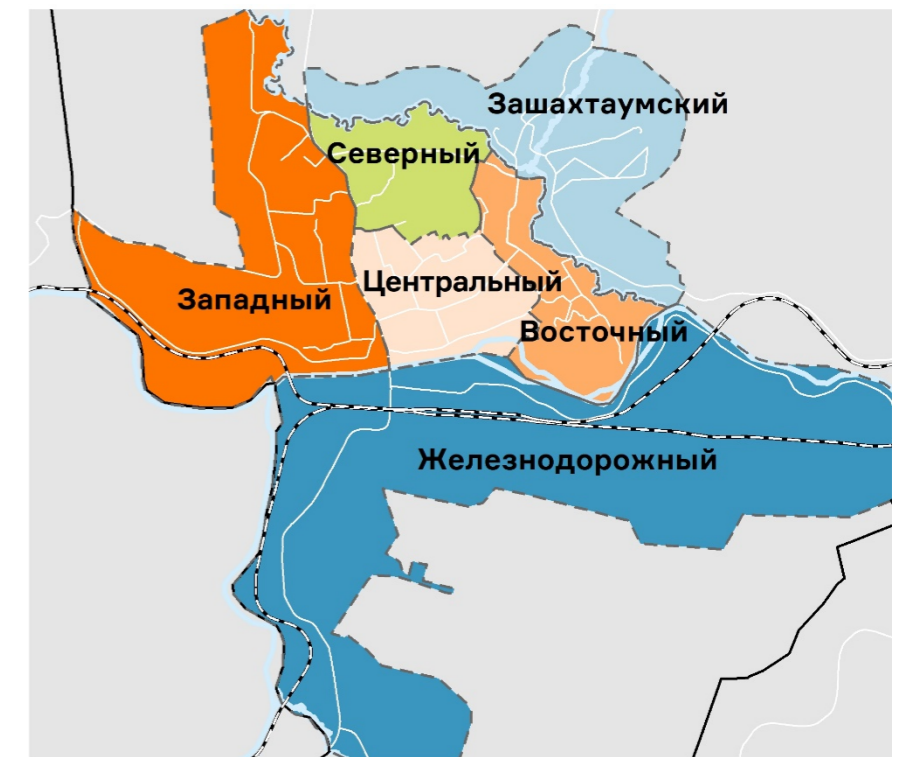 Зашахтаумский
Северный
Центральный
Западный
Восточный
Железнодорожный